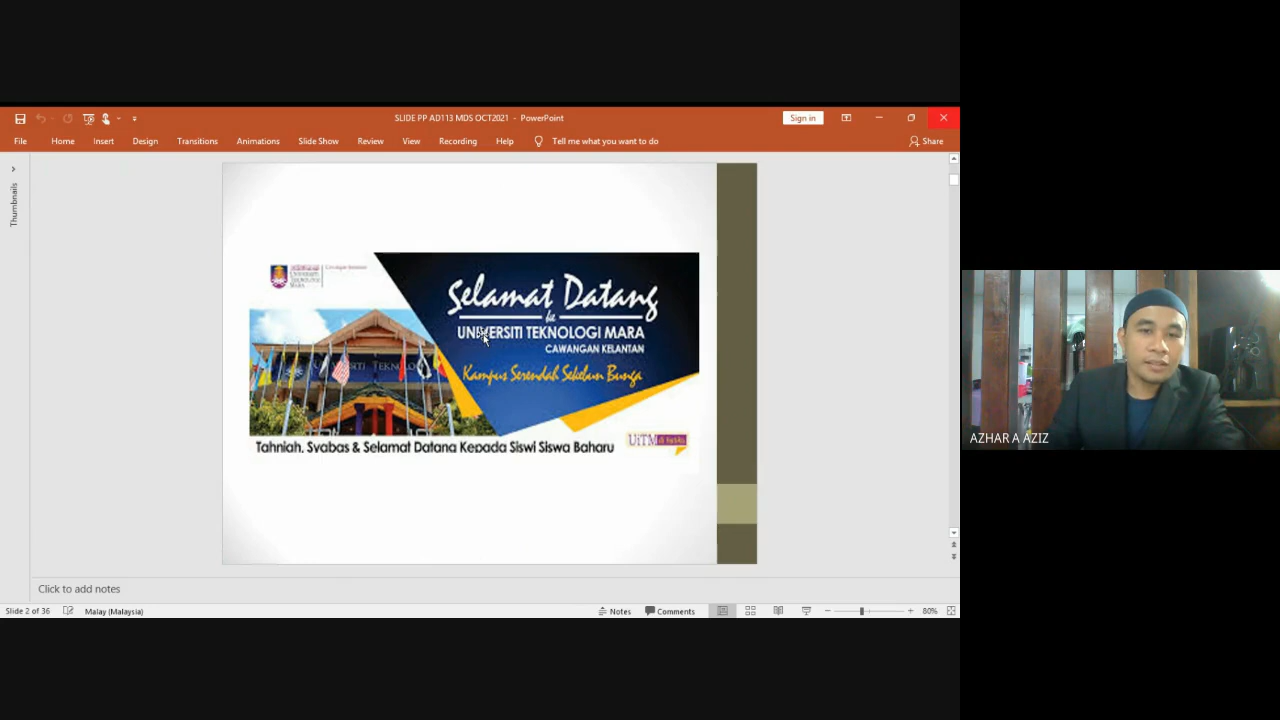 SLIDE PP AD113 MDS OCT2021 - PowerPoint
Sign in
File Home Insert Design Transitions Animations Slide Show Review View Recording Help Tell me what you want to do Share
Thumbnails
UNIVERSITI
TEKNOLOGI
MARA
Selamat Datang
ke
UNIVERSITI TEKNOLOGI MARA
CAWANGAN KELANTAN
Kampus Serendah Sekebun Bunga
Tahniah, Syabas & Selamat Datang Kepada Siswi Siswa Baharu
UiTM di hatiku
AZHAR A AZIZ
Click to add notes
Slide 2 of 36 Malay (Malaysia) Notes Comments 80%